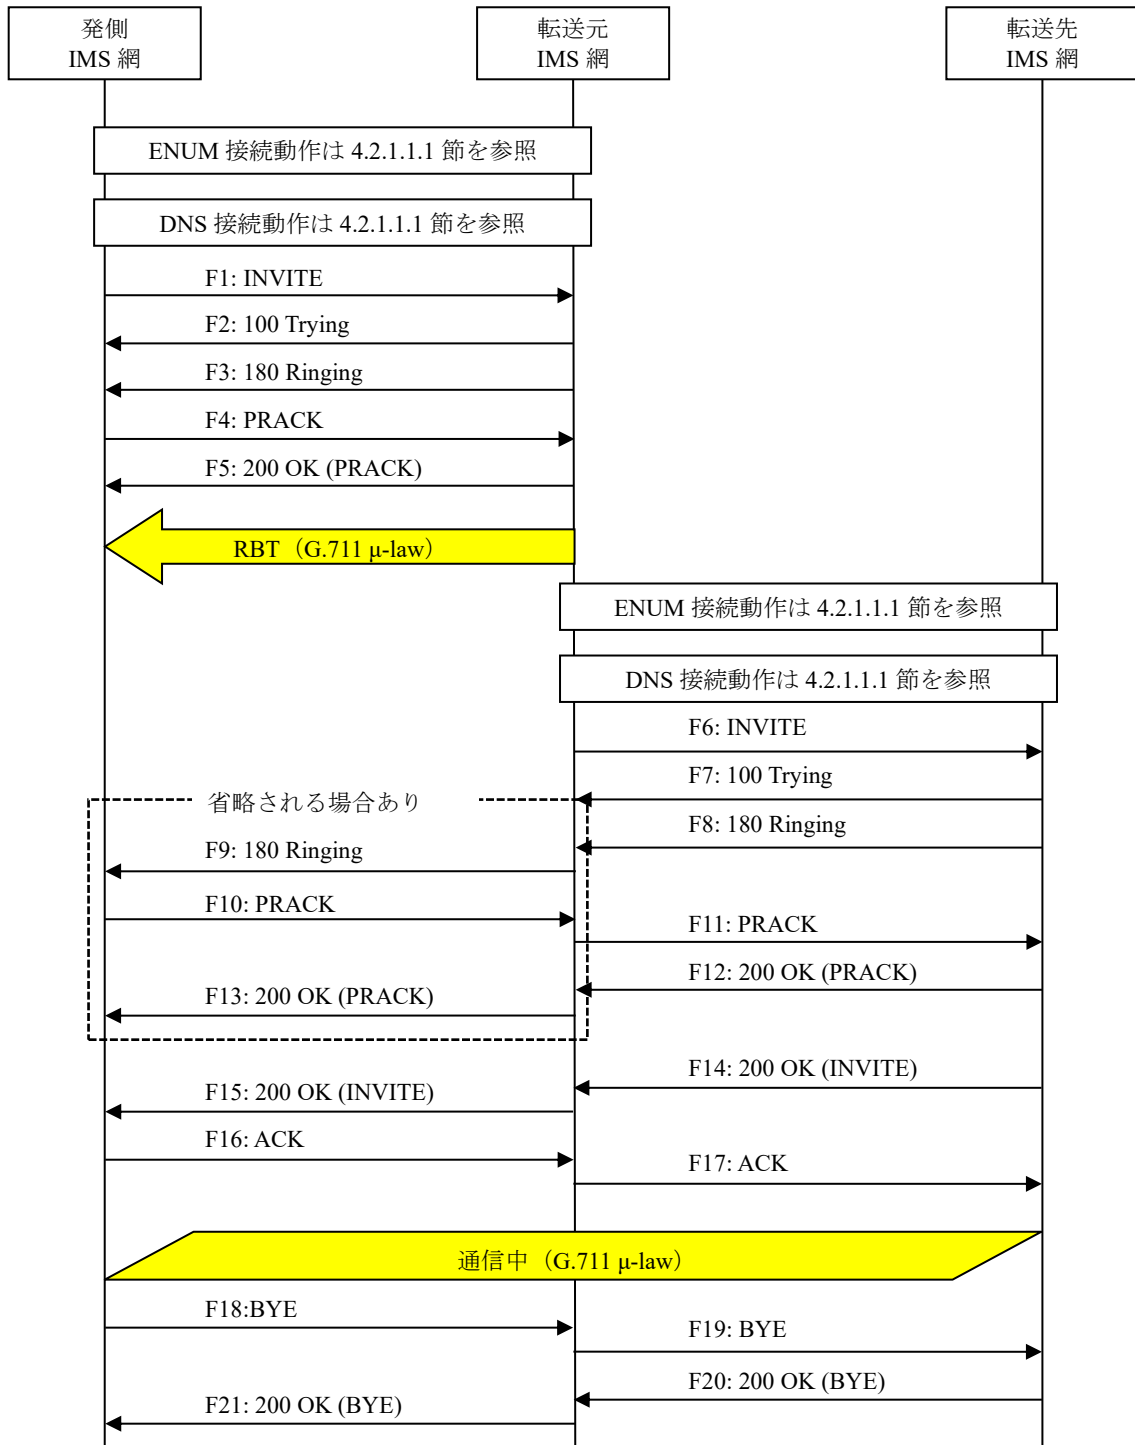 発側
IMS 網
転送元
IMS 網
転送先
IMS 網
ENUM 接続動作は 4.2.1.1.1 節を参照
DNS 接続動作は 4.2.1.1.1 節を参照
F1: INVITE
F2: 100 Trying
F3: 180 Ringing
F4: PRACK
F5: 200 OK (PRACK)
RBT（G.711 μ-law）
ENUM 接続動作は 4.2.1.1.1 節を参照
DNS 接続動作は 4.2.1.1.1 節を参照
F6: INVITE
F7: 100 Trying
省略される場合あり
F8: 180 Ringing
F9: 180 Ringing
F10: PRACK
F11: PRACK
F12: 200 OK (PRACK)
F13: 200 OK (PRACK)
F14: 200 OK (INVITE)
F15: 200 OK (INVITE)
F16: ACK
F17: ACK
通信中（G.711 μ-law）
F18:BYE
F19: BYE
F20: 200 OK (BYE)
F21: 200 OK (BYE)